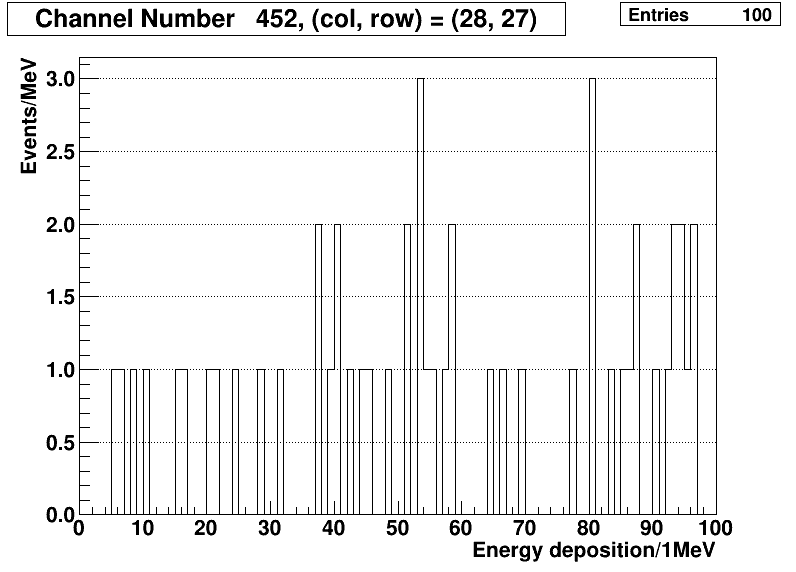 Channel Number 452, (col, row) = (28, 27)
Entries 100
Events/MeV
3.0
2.5
2.0
1.5
1.0
0.5
0.0
0 10 20 30 40 50 60 70 80 90 100
Energy deposition/1MeV